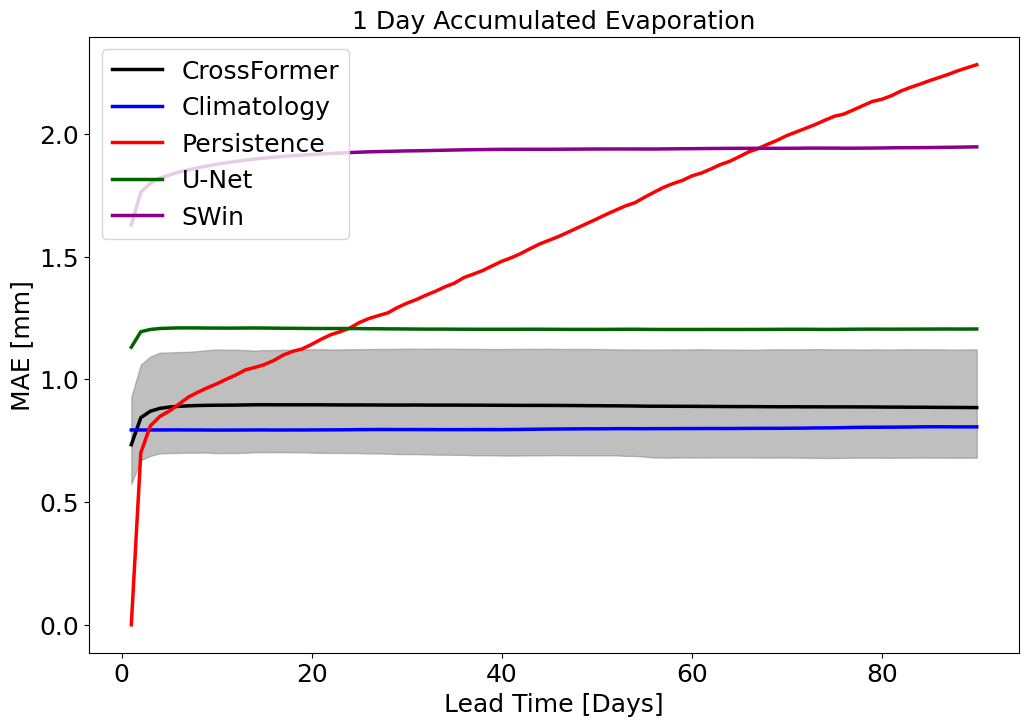 1 Day Accumulated Evaporation
CrossFormer
Climatology
Persistence
U-Net
SWin
MAE [mm]
2.0
1.5
1.0
0.5
0.0
0 20 40 60 80
Lead Time [Days]